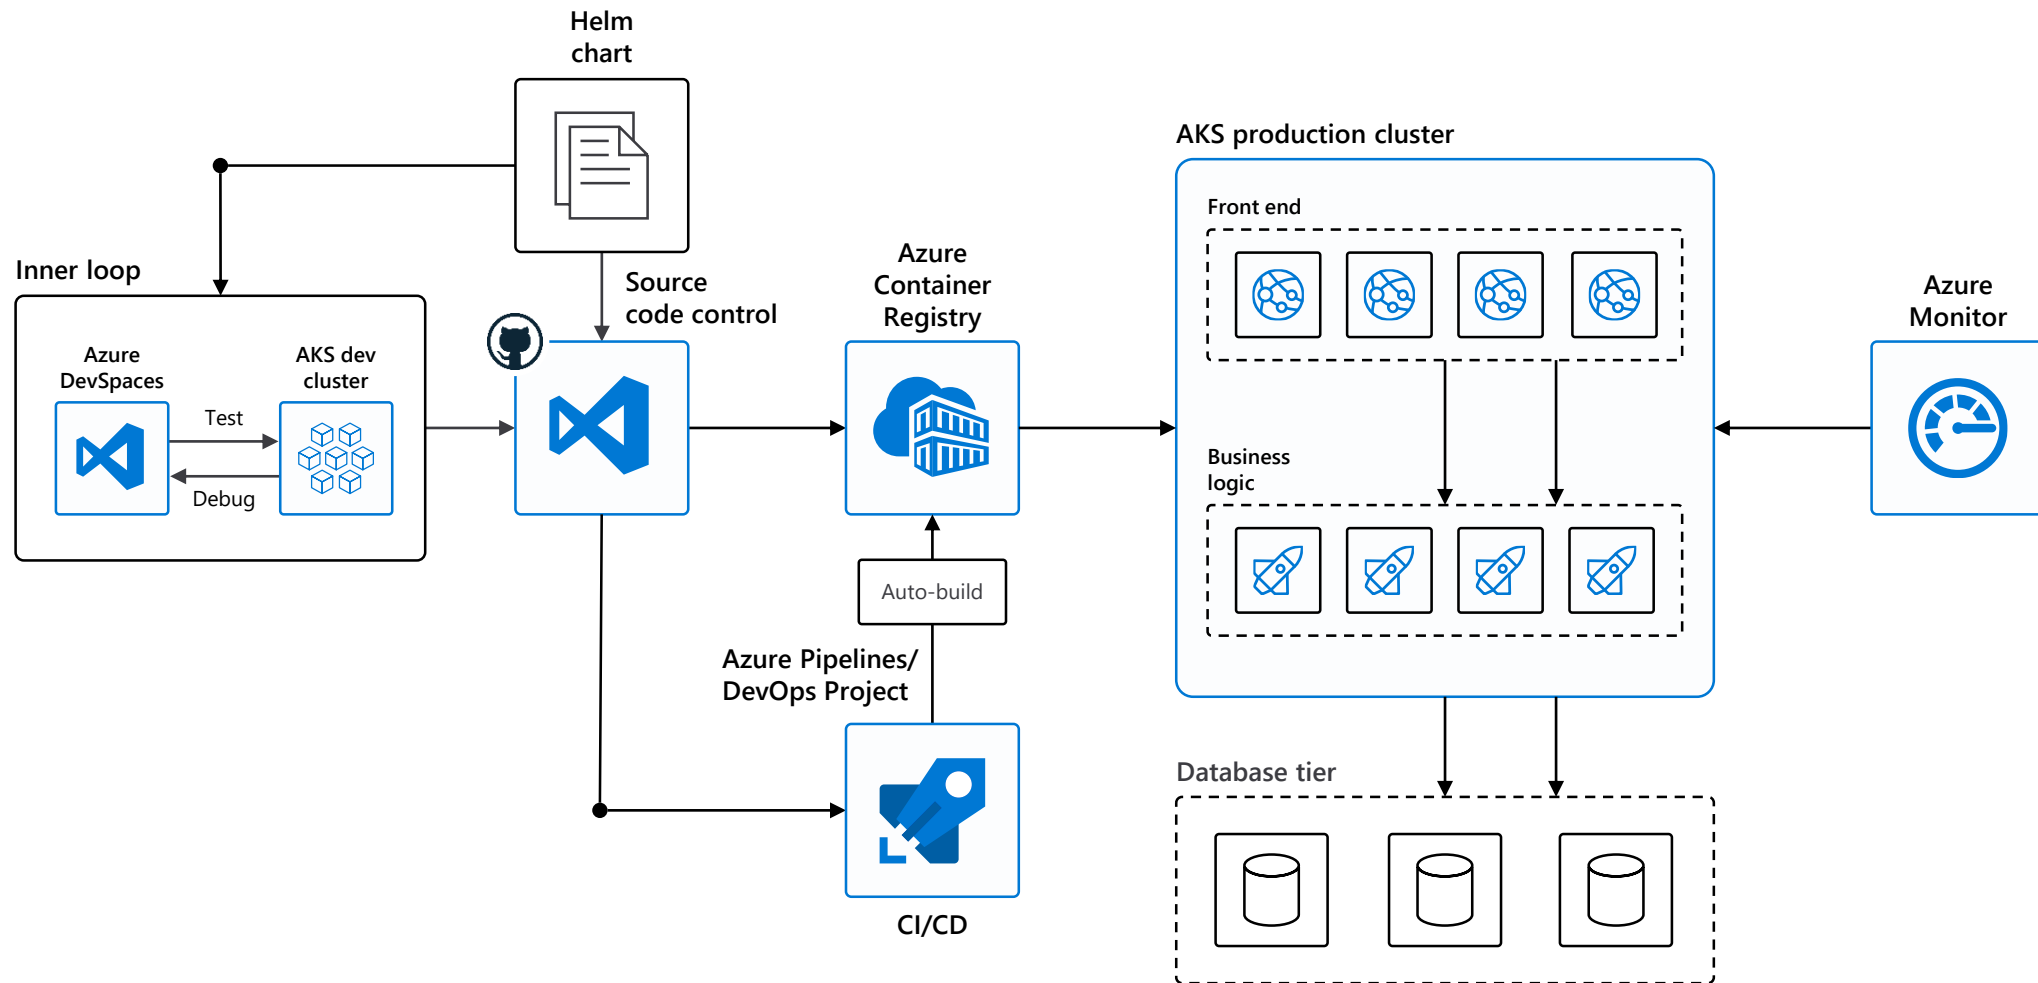 Helm
chart
AKS production cluster
Front end
Inner loop
Source
code control
Azure
Container
Registry
Azure
Monitor
Azure
DevSpaces
AKS dev
cluster
Test
Debug
Business
logic
Auto-build
Azure Pipelines/
DevOps Project
Database tier
CI/CD